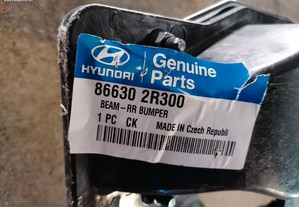 HYUNDAI
Genuine
Parts
86630 2R300
BEAM-RR BUMPER
1 PC CK MADE IN Czech Republi